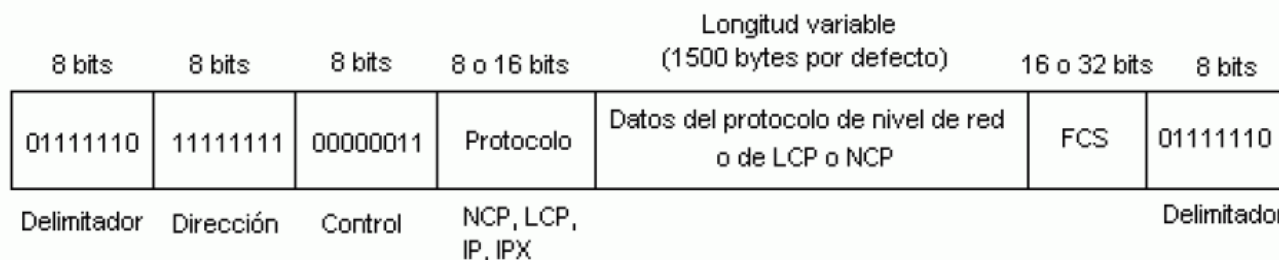 Longitud variable
(1500 bytes por defecto)
8 bits 8 bits 8 bits 8 o 16 bits 16 o 32 bits 8 bits
01111110 11111111 00000011 Protocolo Datos del protocolo de nivel de red
o de LCP o NCP FCS 01111110
Delimitador Dirección Control NCP, LCP,
IP, IPX
Delimitador